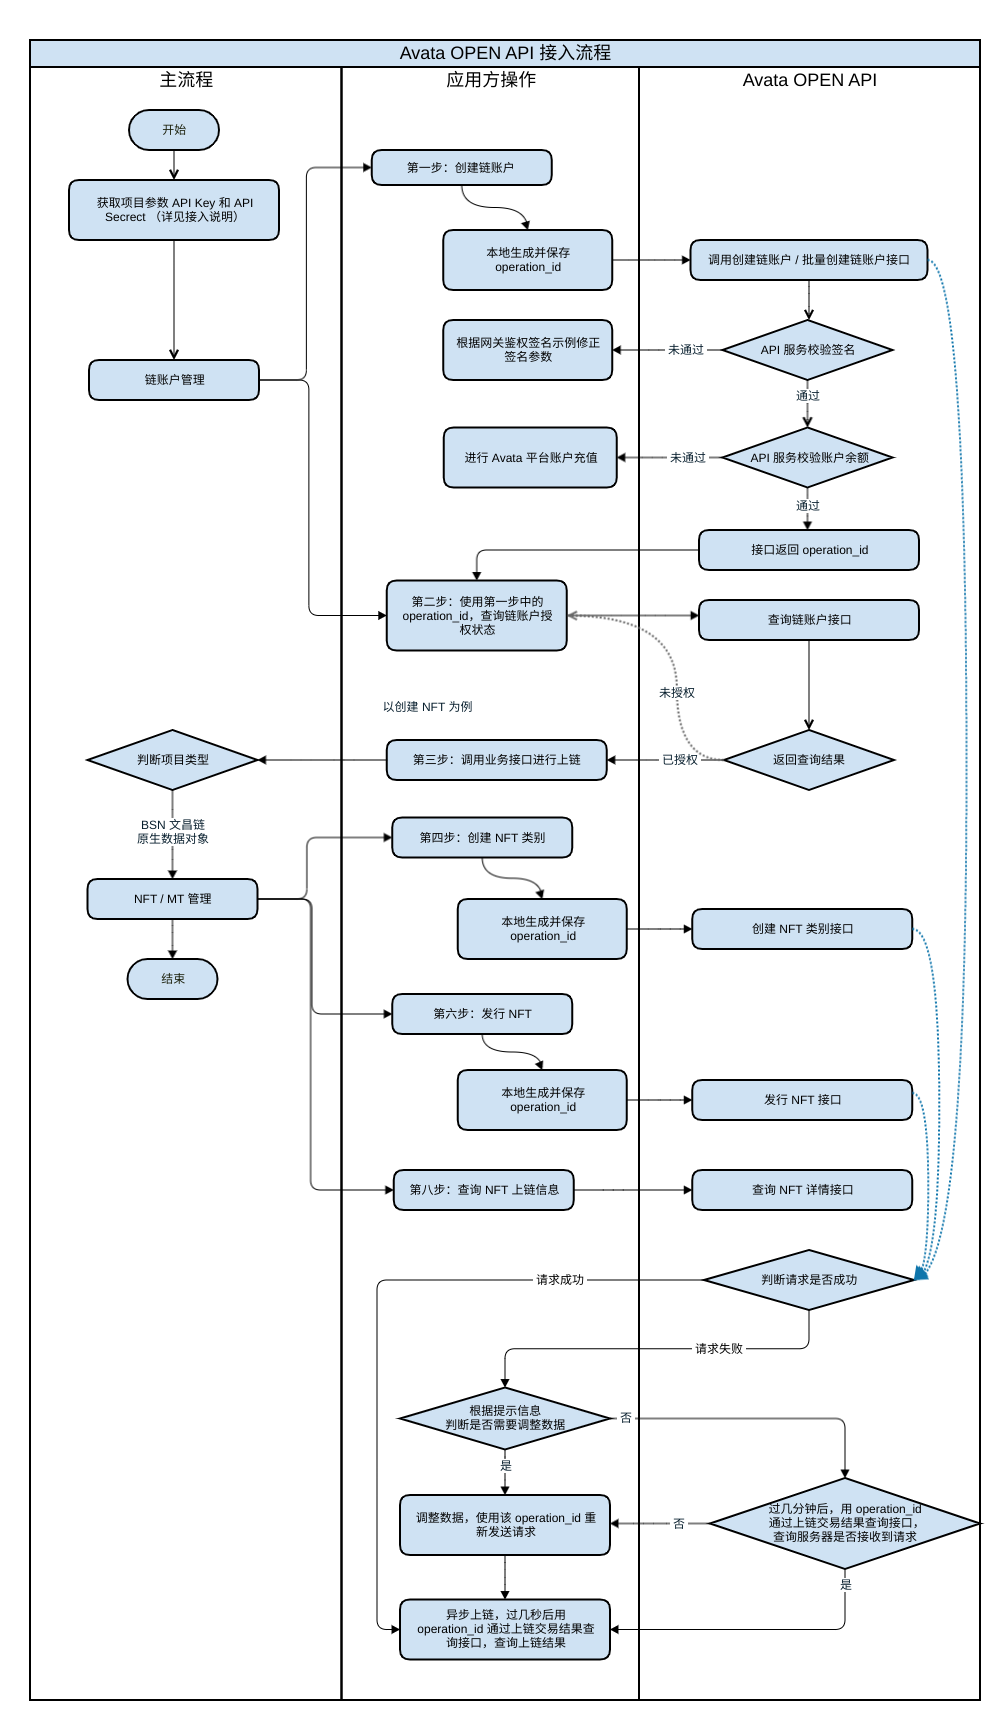 Avata OPEN API 接入流程
主流程
应用方操作
Avata OPEN API
开始
获取项目参数 API Key 和 API
Secrect （详见接入说明）
链账户管理
第一步：创建链账户
本地生成并保存
operation_id
调用创建链账户 / 批量创建链账户接口
根据网关鉴权签名示例修正
签名参数
未通过
API 服务校验签名
通过
进行 Avata 平台账户充值
未通过
API 服务校验账户余额
通过
接口返回 operation_id
第二步：使用第一步中的
operation_id，查询链账户授
权状态
查询链账户接口
未授权
以创建 NFT 为例
判断项目类型
第三步：调用业务接口进行上链
已授权
返回查询结果
BSN 文昌链
原生数据对象
第四步：创建 NFT 类别
NFT / MT 管理
本地生成并保存
operation_id
创建 NFT 类别接口
结束
第六步：发行 NFT
本地生成并保存
operation_id
发行 NFT 接口
第八步：查询 NFT 上链信息
查询 NFT 详情接口
请求成功
判断请求是否成功
请求失败
根据提示信息
判断是否需要调整数据
否
是
调整数据，使用该 operation_id 重
新发送请求
否
过几分钟后，用 operation_id
通过上链交易结果查询接口，
查询服务器是否接收到请求
是
异步上链，过几秒后用
operation_id 通过上链交易结果查
询接口，查询上链结果